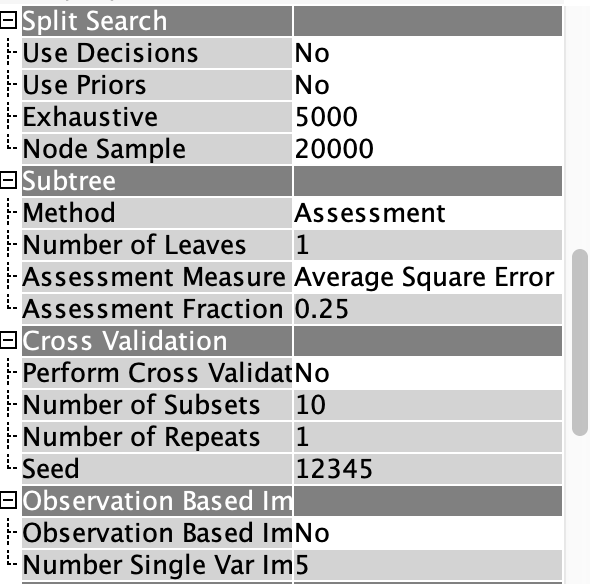 Split Search
Use Decisions No
Use Priors No
Exhaustive 5000
Node Sample 20000
Subtree
Method Assessment
Number of Leaves 1
Assessment Measure Average Square Error
Assessment Fraction 0.25
Cross Validation
Perform Cross Validat No
Number of Subsets 10
Number of Repeats 1
Seed 12345
Observation Based Im
Observation Based Im No
Number Single Var Im 5